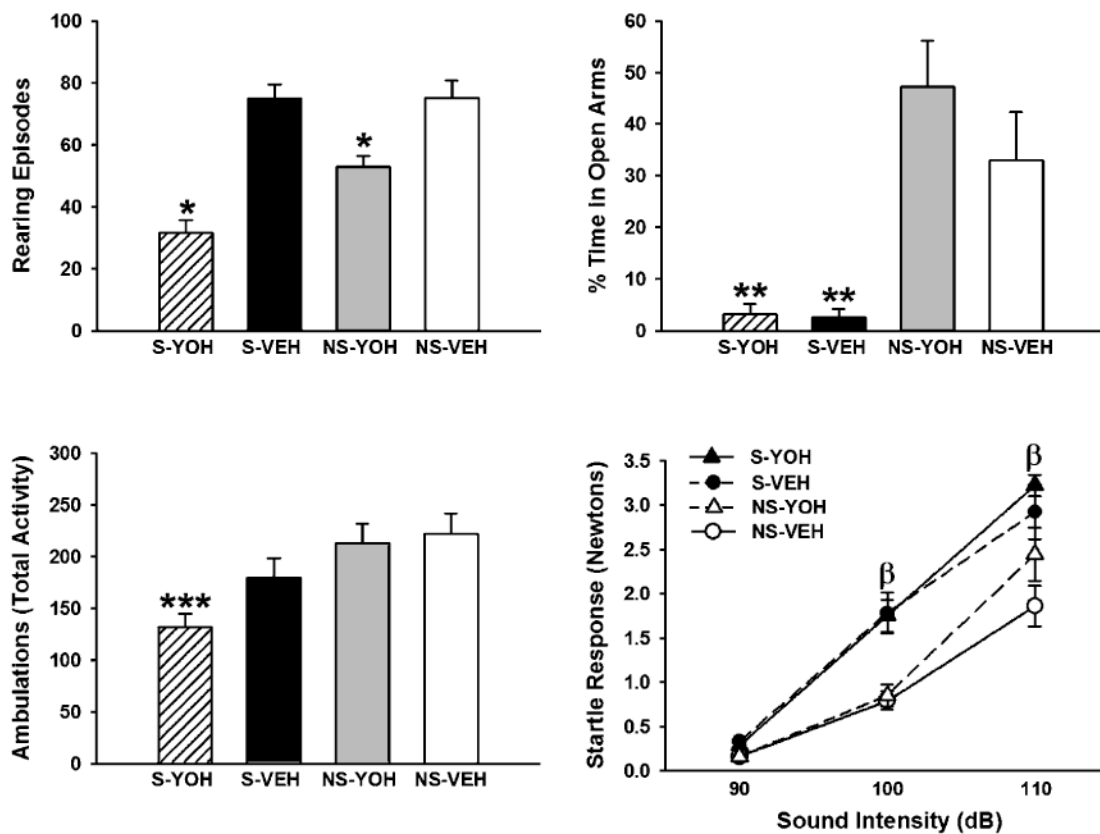 Rearing Episodes
100
80
60
40
20
0
*
*
S-YOH S-VEH NS-YOH NS-VEH
% Time in Open Arms
60
50
40
30
20
10
0
** **
S-YOH S-VEH NS-YOH NS-VEH
Ambulations (Total Activity)
300
250
200
150
100
50
0
***
S-YOH S-VEH NS-YOH NS-VEH
Startle Response (Newtons)
3.5
3.0
2.5
2.0
1.5
1.0
0.5
0.0
S-YOH
S-VEH
NS-YOH
NS-VEH
β
β
90 100 110
Sound Intensity (dB)